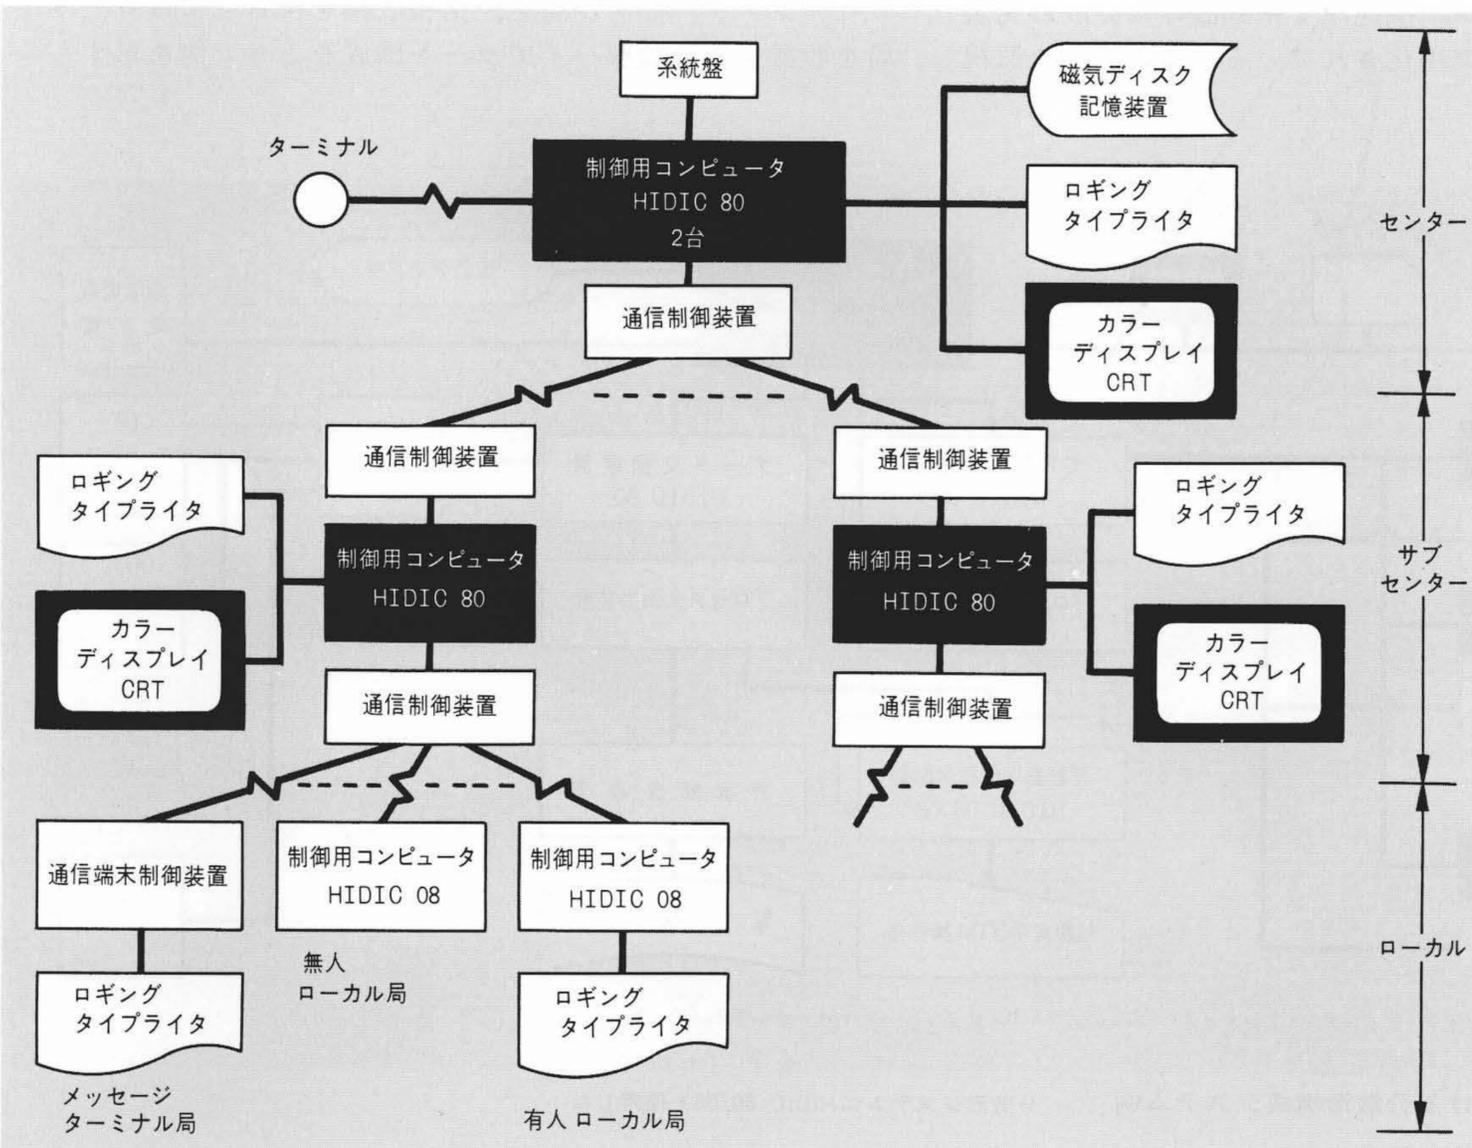 系統盤
磁気ディスク
記憶装置
ターミナル
制御用コンピュータ
HIDIC 80
2台
ロギング
タイプライタ
センター
通信制御装置
カラー
ディスプレイ
CRT
通信制御装置
通信制御装置
ロギング
タイプライタ
ロギング
タイプライタ
制御用コンピュータ
HIDIC 80
制御用コンピュータ
HIDIC 80
サブ
センター
カラー
ディスプレイ
CRT
カラー
ディスプレイ
CRT
通信制御装置
通信制御装置
通信端末制御装置
制御用コンピュータ
HIDIC 08
制御用コンピュータ
HIDIC 08
無人
ローカル局
ローカル
ロギング
タイプライタ
ロギング
タイプライタ
メッセージ
ターミナル局
有人ローカル局